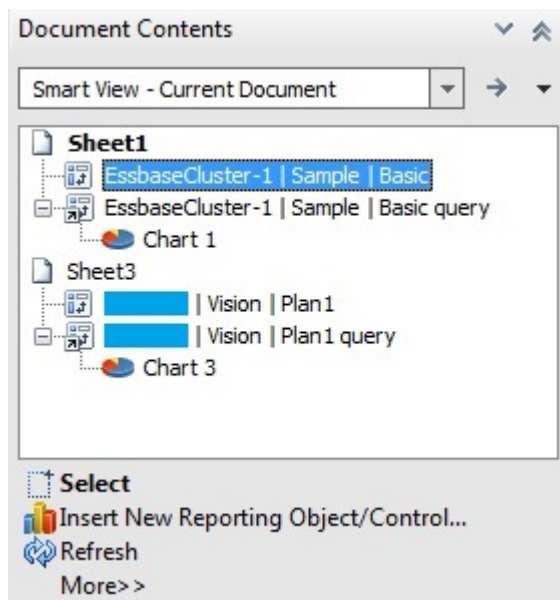 Document Contents
Smart View - Current Document
Sheet1
EssbaseCluster-1 | Sample | Basic
EssbaseCluster-1 | Sample | Basic query
Chart 1
Sheet3
| Vision | Plan1
| Vision | Plan1 query
Chart 3
Select
Insert New Reporting Object/Control...
Refresh
More>>